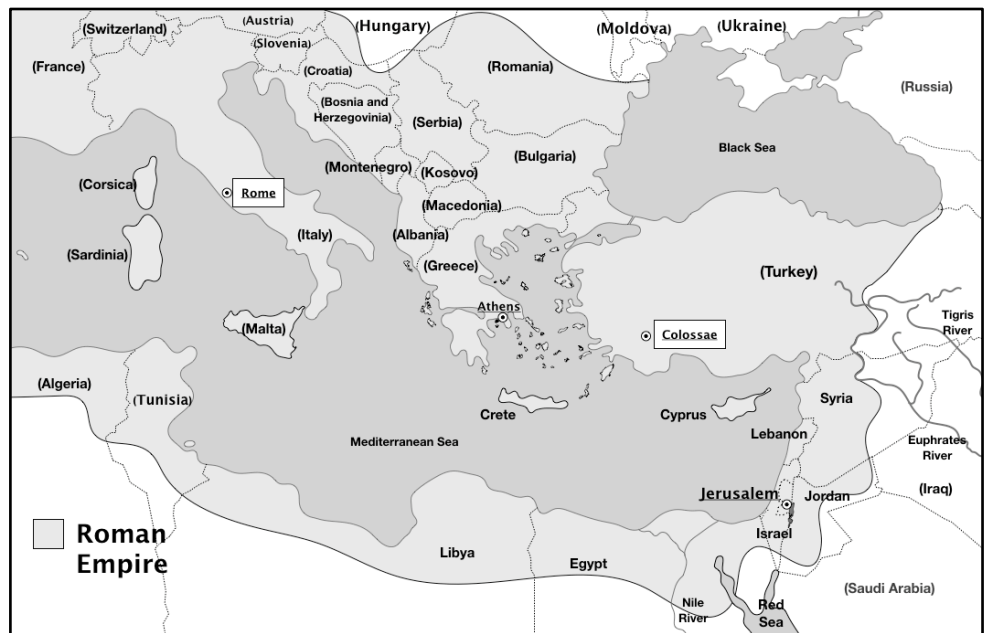 (Switzerland)
(Austria)
(Hungary)
(Moldova)
(Ukraine)
(Slovenia)
(France)
(Croatia)
(Romania)
(Russia)
(Bosnia and
Herzegovinia)
(Serbia)
Black Sea
(Bulgaria)
(Montenegro)
(Kosovo)
(Corsica)
Rome
(Macedonia)
(Italy)
(Albania)
(Sardinia)
(Greece)
(Turkey)
Athens
(Malta)
Colossae
Tigris
River
(Algeria)
(Tunisia)
Crete
Cyprus
Syria
Lebanon
Mediterranean Sea
Euphrates
River
(Iraq)
Jerusalem
Jordan
Israel
Roman
Empire
Libya
Egypt
(Saudi Arabia)
Nile
River
Red
Sea